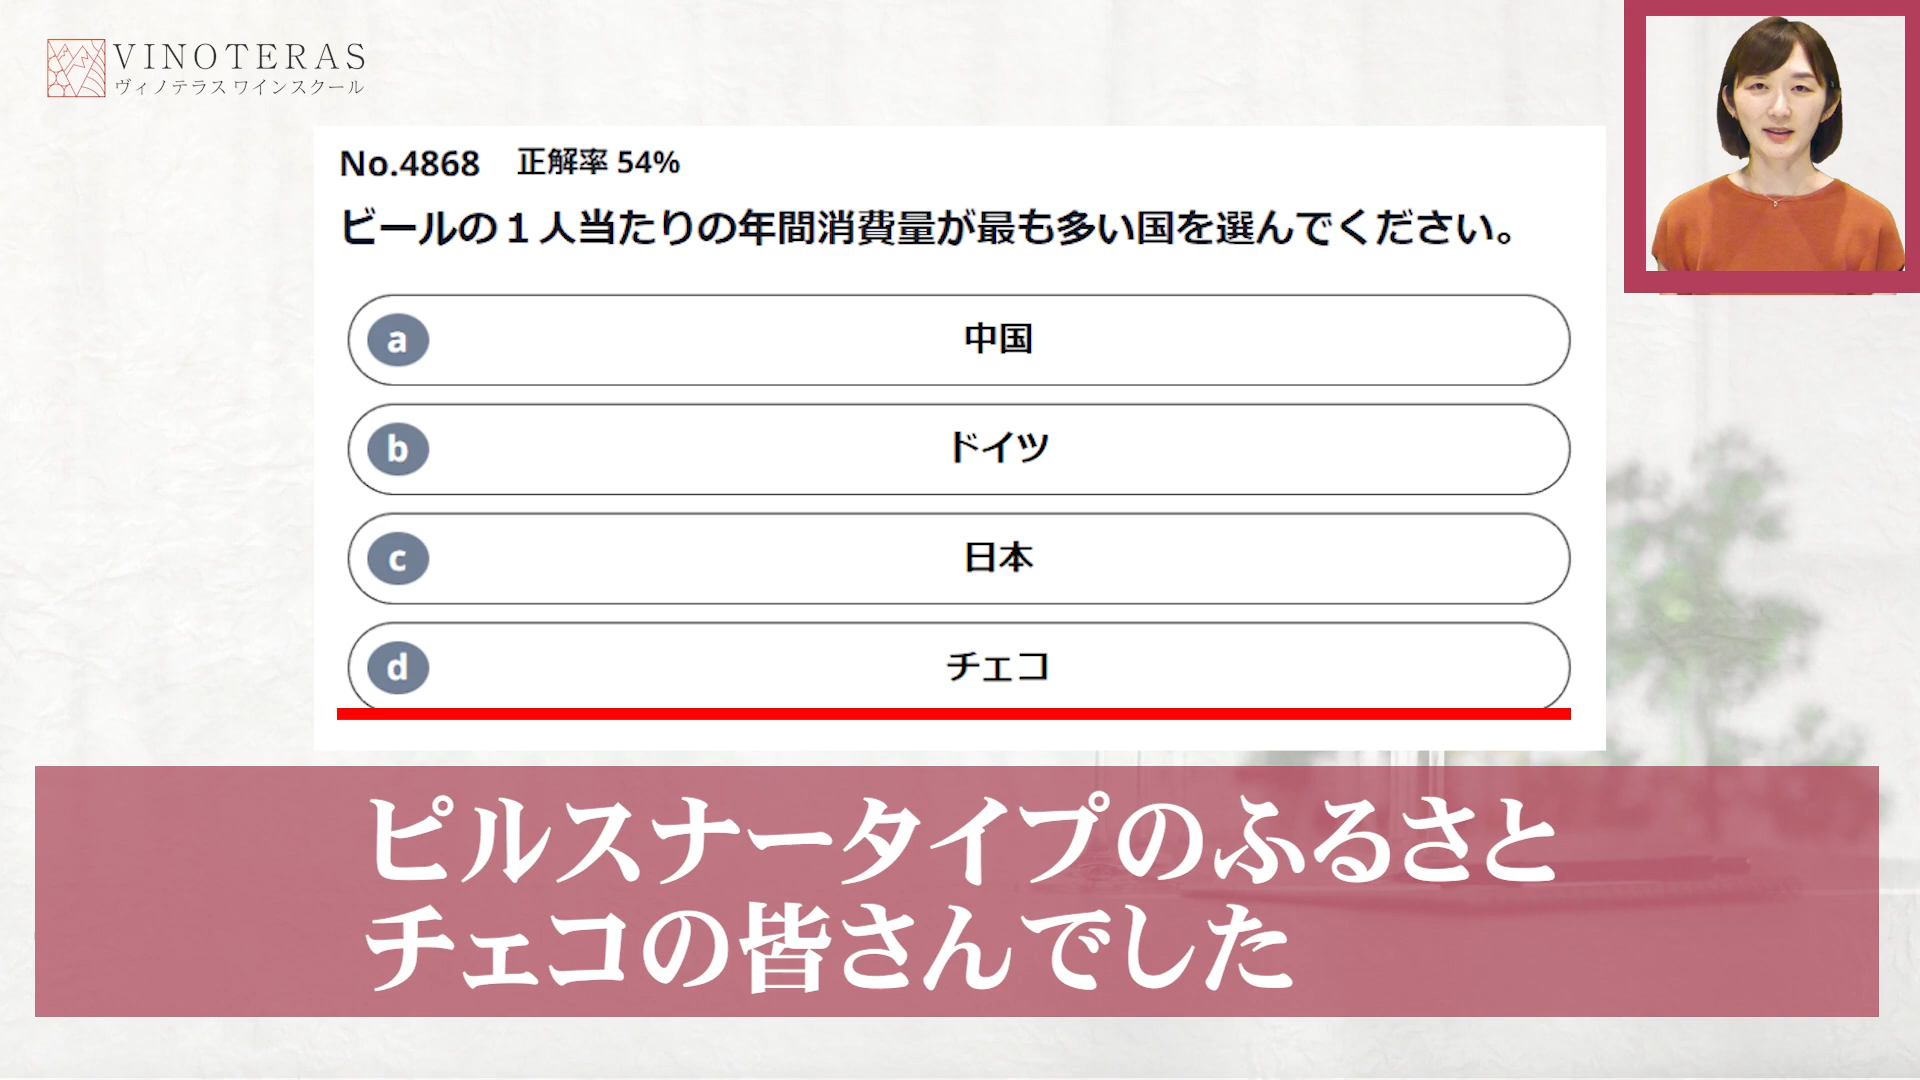 VINOTERAS
ヴィノテラス ワインスクール
No.4868 正解率 54%
ビールの１人当たりの年間消費量が最も多い国を選んでください。
a 中国
b ドイツ
c 日本
d チェコ
ピルスナータイプのふるさと
チェコの皆さんでした